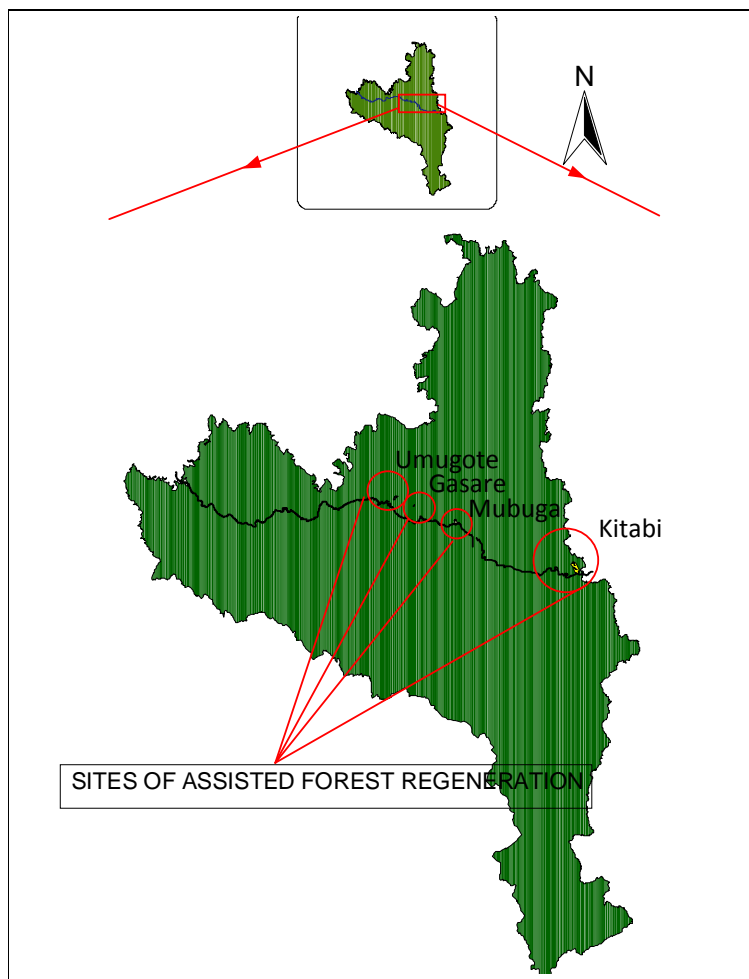 N
Umugote
Gasare
Mubuga
Kitabi
SITES OF ASSISTED FOREST REGENERATION